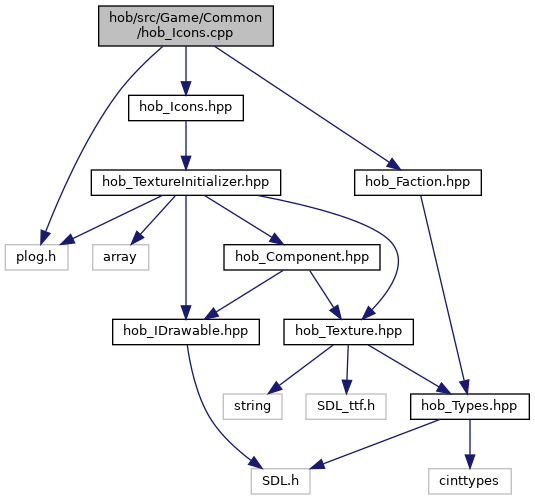 hob/src/Game/Common
/hob_Icons.cpp
hob_Icons.hpp
hob_TextureInitializer.hpp
hob_Faction.hpp
plog.h
array
hob_Component.hpp
hob_IDrawable.hpp
hob_Texture.hpp
string
SDL_ttf.h
hob_Types.hpp
SDL.h
cinttypes